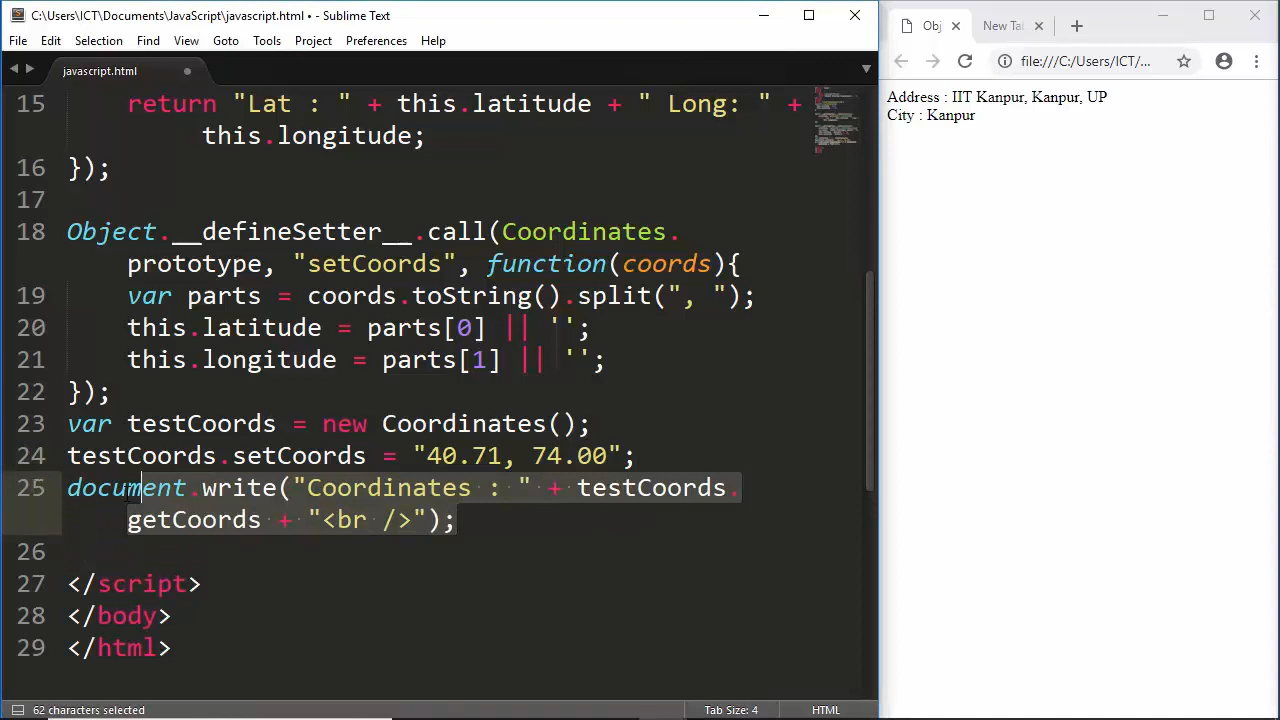 C:\Users\ICT\Documents\JavaScript\javascript.html • - Sublime Text
File Edit Selection Find View Goto Tools Project Preferences Help
javascript.html
15 return "Lat : " + this.latitude + " Long: " +
this.longitude;
16 });
17
18 Object.__defineSetter__.call(Coordinates.
prototype, "setCoords", function(coords){
19 var parts = coords.toString().split(", ");
20 this.latitude = parts[0] || '';
21 this.longitude = parts[1] || '';
22 });
23 var testCoords = new Coordinates();
24 testCoords.setCoords = "40.71, 74.00";
25 document.write("Coordinates : " + testCoords.
getCoords + "<br />");
26
27 </script>
28 </body>
29 </html>
62 characters selected
Tab Size: 4
HTML
Obj
New Tal
file:///C:/Users/ICT/...
Address : IIT Kanpur, Kanpur, UP
City : Kanpur